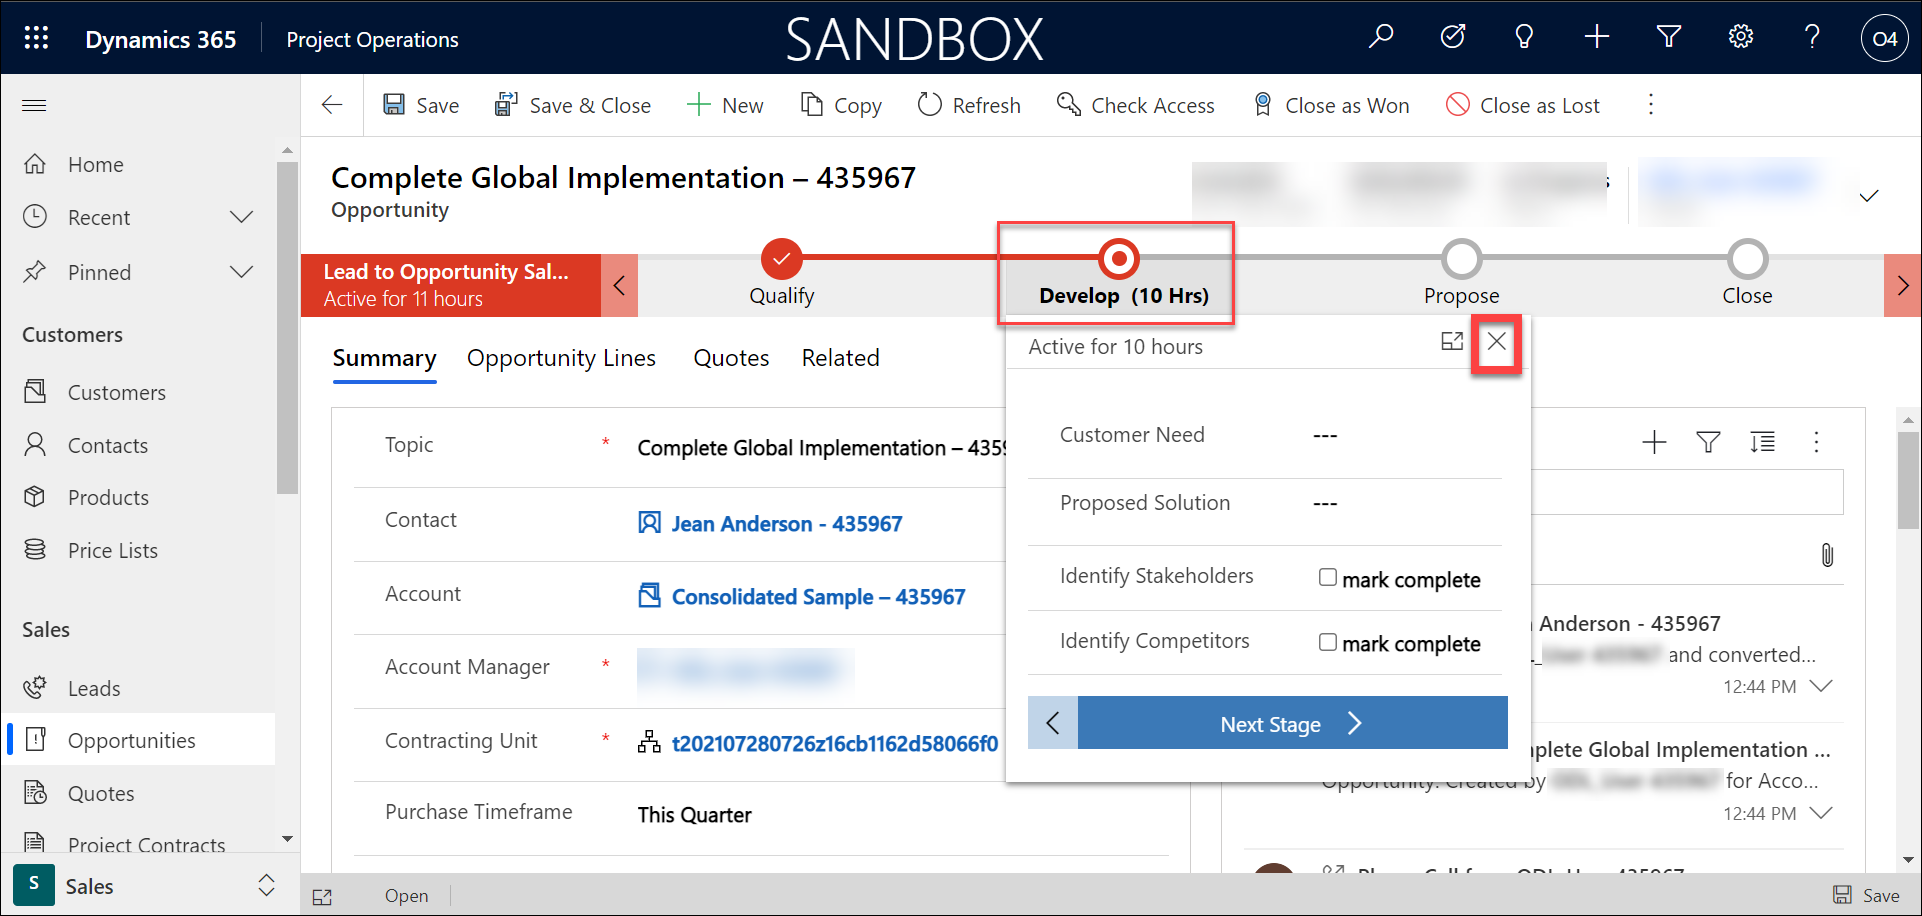 Dynamics 365
Project Operations
SANDBOX
O4
Save
Save & Close
New
Copy
Refresh
Check Access
Close as Won
Close as Lost
Home
Recent
Pinned
Customers
Customers
Contacts
Products
Price Lists
Sales
Leads
Opportunities
Quotes
Project Contracts
S
Sales
Complete Global Implementation – 435967
Opportunity
Lead to Opportunity Sal...
Active for 11 hours
Qualify
Develop (10 Hrs)
Propose
Close
Summary
Opportunity Lines
Quotes
Related
Topic * Complete Global Implementation – 435
Contact Jean Anderson - 435967
Account Consolidated Sample – 435967
Account Manager *
Contracting Unit * t202107280726z16cb1162d58066f0
Purchase Timeframe This Quarter
Active for 10 hours
Customer Need ---
Proposed Solution ---
Identify Stakeholders mark complete
Identify Competitors mark complete
Next Stage
Anderson - 435967
and converted...
12:44 PM
plete Global Implementation ...
Opportunity: Created by for Acco...
12:44 PM
Open
Save